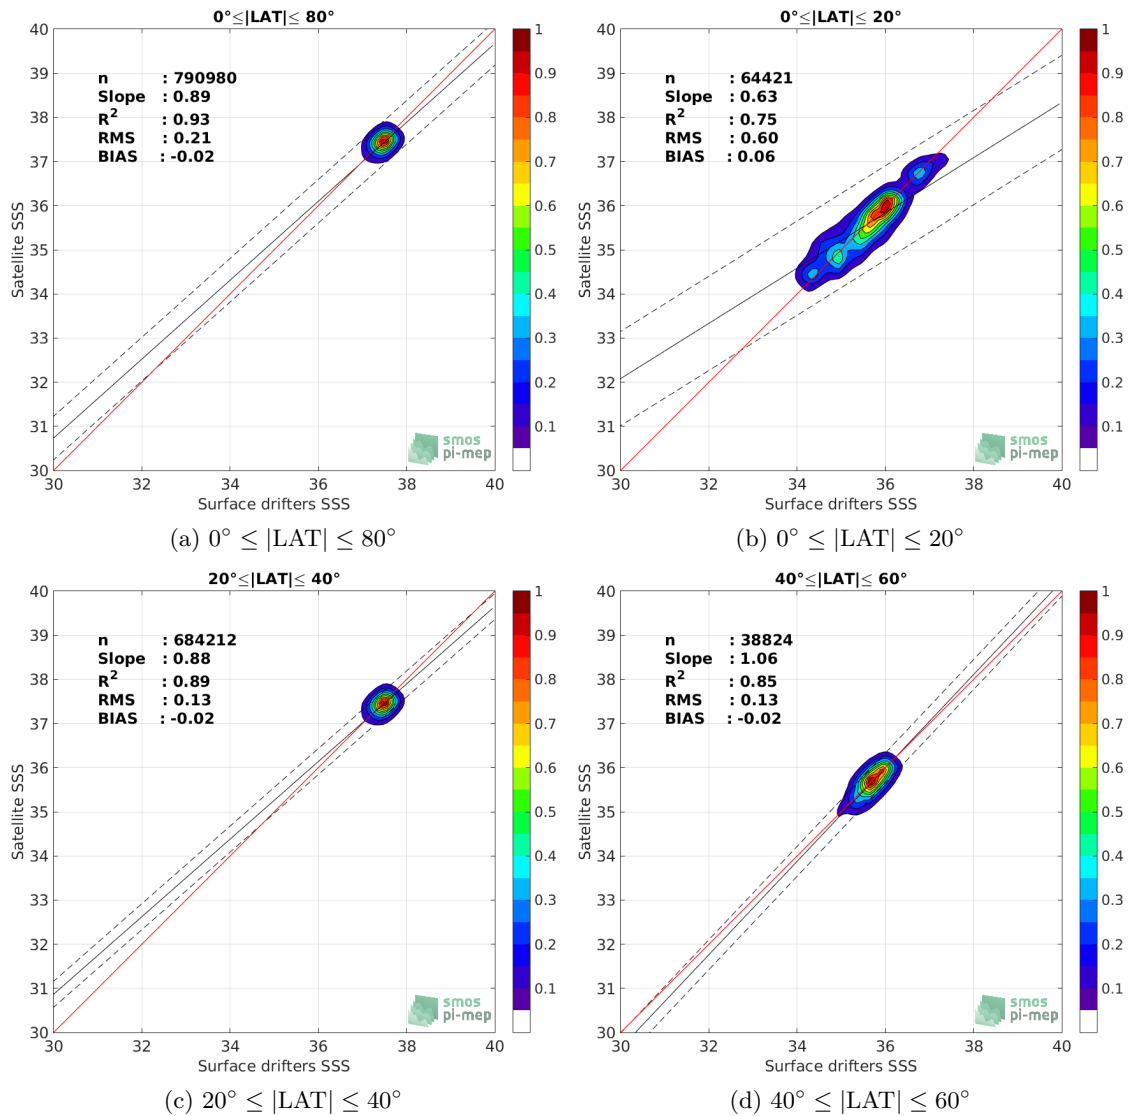 0°≤|LAT|≤ 80°
40
39
38
37
36
35
34
33
32
31
30
30 32 34 36 38 40
Satellite SSS
Surface drifters SSS
n : 790980
Slope : 0.89
R² : 0.93
RMS : 0.21
BIAS : -0.02
smos
pi-mep
1
0.9
0.8
0.7
0.6
0.5
0.4
0.3
0.2
0.1
(a) 0° ≤ |LAT| ≤ 80°
0°≤|LAT|≤ 20°
40
39
38
37
36
35
34
33
32
31
30
30 32 34 36 38 40
Satellite SSS
Surface drifters SSS
n : 64421
Slope : 0.63
R² : 0.75
RMS : 0.60
BIAS : 0.06
smos
pi-mep
1
0.9
0.8
0.7
0.6
0.5
0.4
0.3
0.2
0.1
(b) 0° ≤ |LAT| ≤ 20°
20°≤|LAT|≤ 40°
40
39
38
37
36
35
34
33
32
31
30
30 32 34 36 38 40
Satellite SSS
Surface drifters SSS
n : 684212
Slope : 0.88
R² : 0.89
RMS : 0.13
BIAS : -0.02
smos
pi-mep
1
0.9
0.8
0.7
0.6
0.5
0.4
0.3
0.2
0.1
(c) 20° ≤ |LAT| ≤ 40°
40°≤|LAT|≤ 60°
40
39
38
37
36
35
34
33
32
31
30
30 32 34 36 38 40
Satellite SSS
Surface drifters SSS
n : 38824
Slope : 1.06
R² : 0.85
RMS : 0.13
BIAS : -0.02
smos
pi-mep
1
0.9
0.8
0.7
0.6
0.5
0.4
0.3
0.2
0.1
(d) 40° ≤ |LAT| ≤ 60°